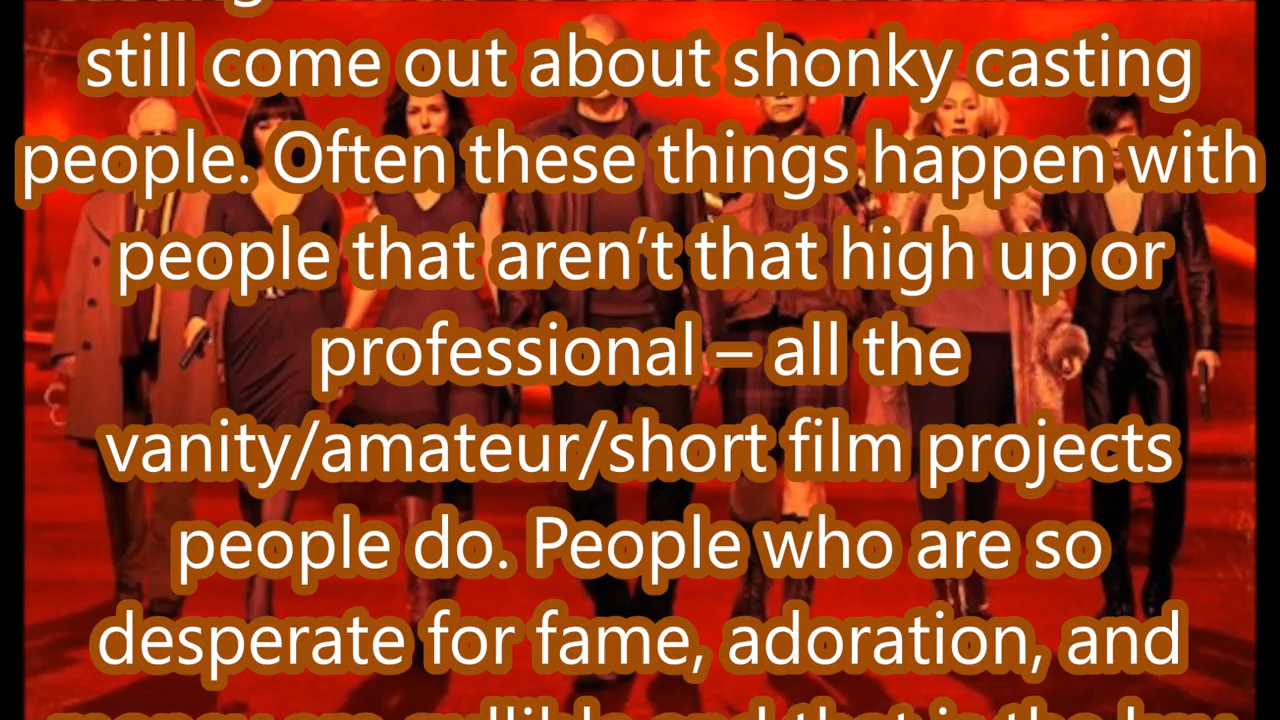 still come out about shonky casting
people. Often these things happen with
people that aren’t that high up or
professional – all the
vanity/amateur/short film projects
people do. People who are so
desperate for fame, adoration, and